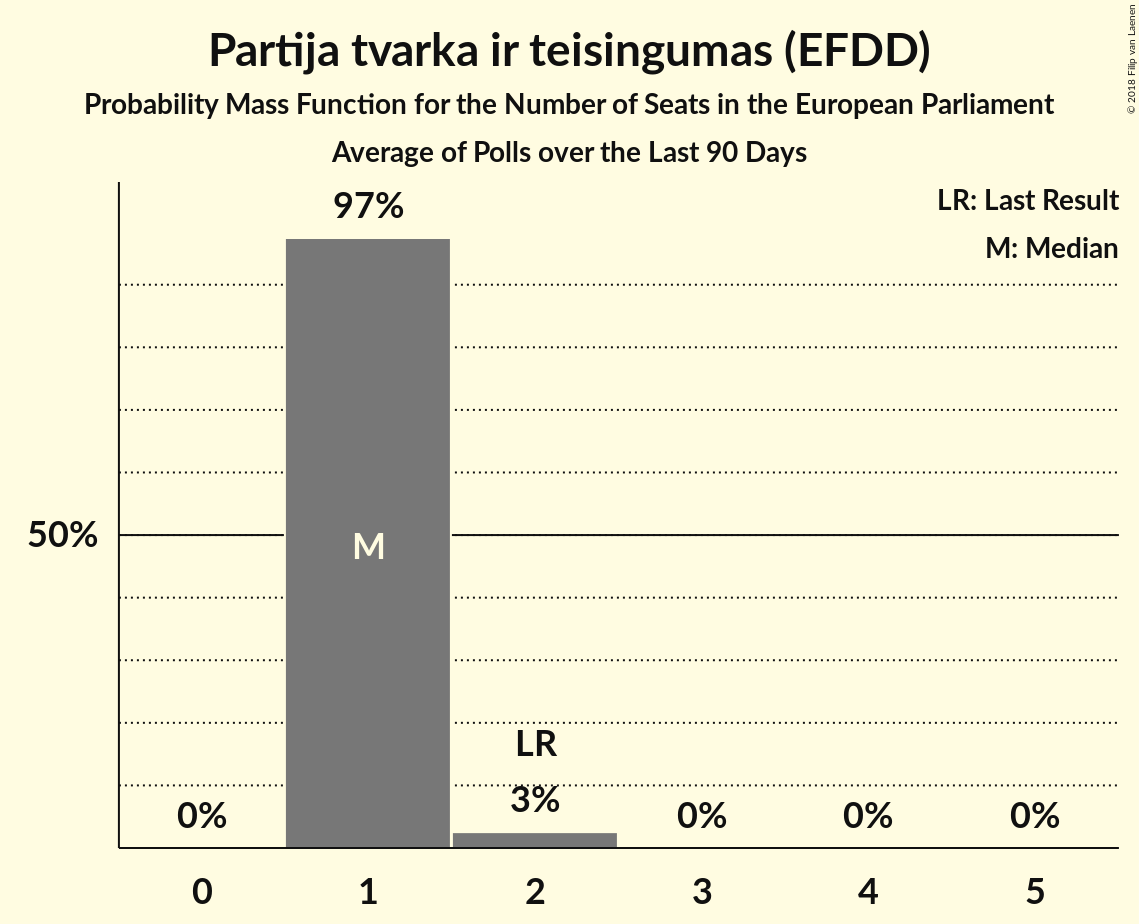 Partija tvarka ir teisingumas (EFDD)
Probability Mass Function for the Number of Seats in the European Parliament
Average of Polls over the Last 90 Days
© 2018 Filip van Laenen
LR: Last Result
M: Median
97%
50%
M
LR
3%
0%
0%
0%
0%
0 1 2 3 4 5